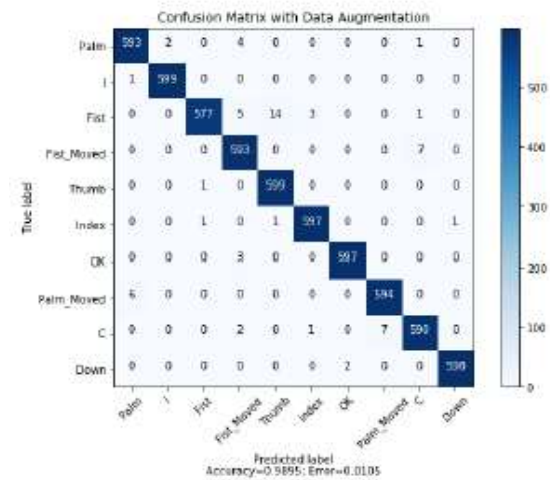 Confusion Matrix with Data Augmentation
True label
Palm 593 2 0 4 0 0 0 0 1 0
I 1 599 0 0 0 0 0 0 0 0
Fist 0 0 577 5 14 3 0 0 1 0
Fist_Moved 0 0 0 593 0 0 0 0 7 0
Thumb 0 0 1 0 599 0 0 0 0 0
Index 0 0 1 0 1 597 0 0 0 1
OK 0 0 0 3 0 0 597 0 0 0
Palm_Moved 6 0 0 0 0 0 0 594 0 0
C 0 0 0 2 0 1 0 7 590 0
Down 0 0 0 0 0 0 2 0 0 598
Palm I Fist Fist_Moved Thumb Index OK Palm_Moved C Down
Predicted label
Accuracy=0.9895; Error=0.0105
500
400
300
200
100
0